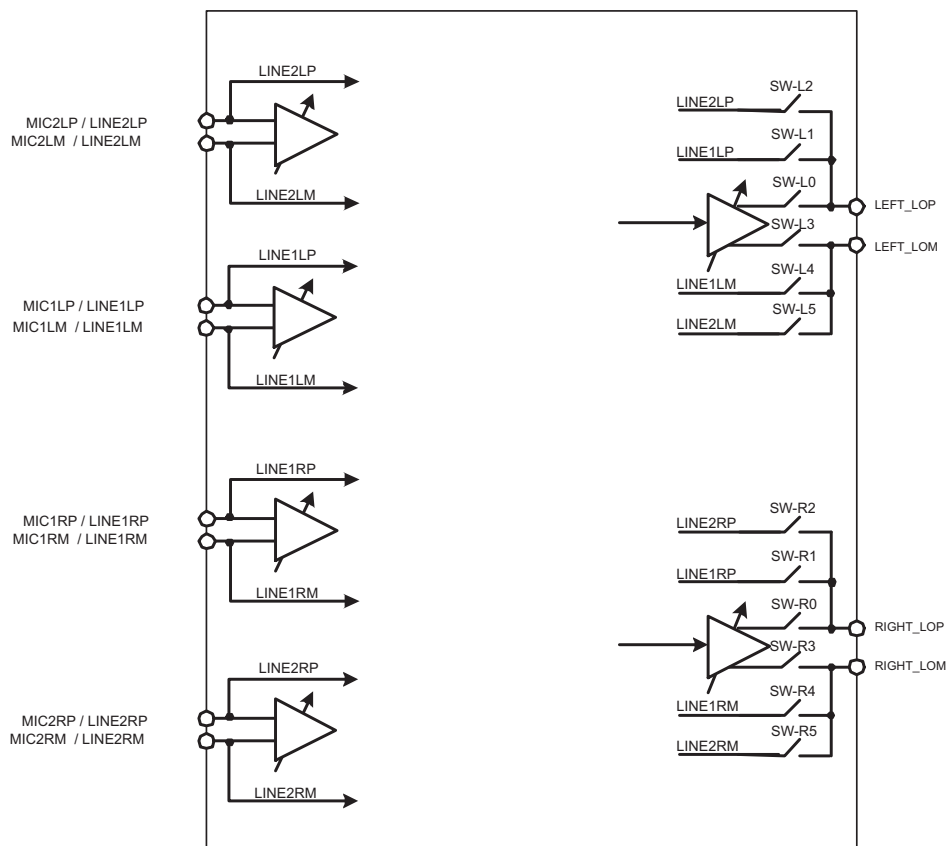 LINE2LP
MIC2LP / LINE2LP
MIC2LM / LINE2LM
LINE2LM
LINE1LP
MIC1LP / LINE1LP
MIC1LM / LINE1LM
LINE1LM
LINE1RP
MIC1RP / LINE1RP
MIC1RM / LINE1RM
LINE1RM
LINE2RP
MIC2RP / LINE2RP
MIC2RM / LINE2RM
LINE2RM
SW-L2
LINE2LP
SW-L1
LINE1LP
SW-L0
LEFT_LOP
SW-L3
LEFT_LOM
SW-L4
LINE1LM
SW-L5
LINE2LM
SW-R2
LINE2RP
SW-R1
LINE1RP
SW-R0
RIGHT_LOP
SW-R3
RIGHT_LOM
SW-R4
LINE1RM
SW-R5
LINE2RM